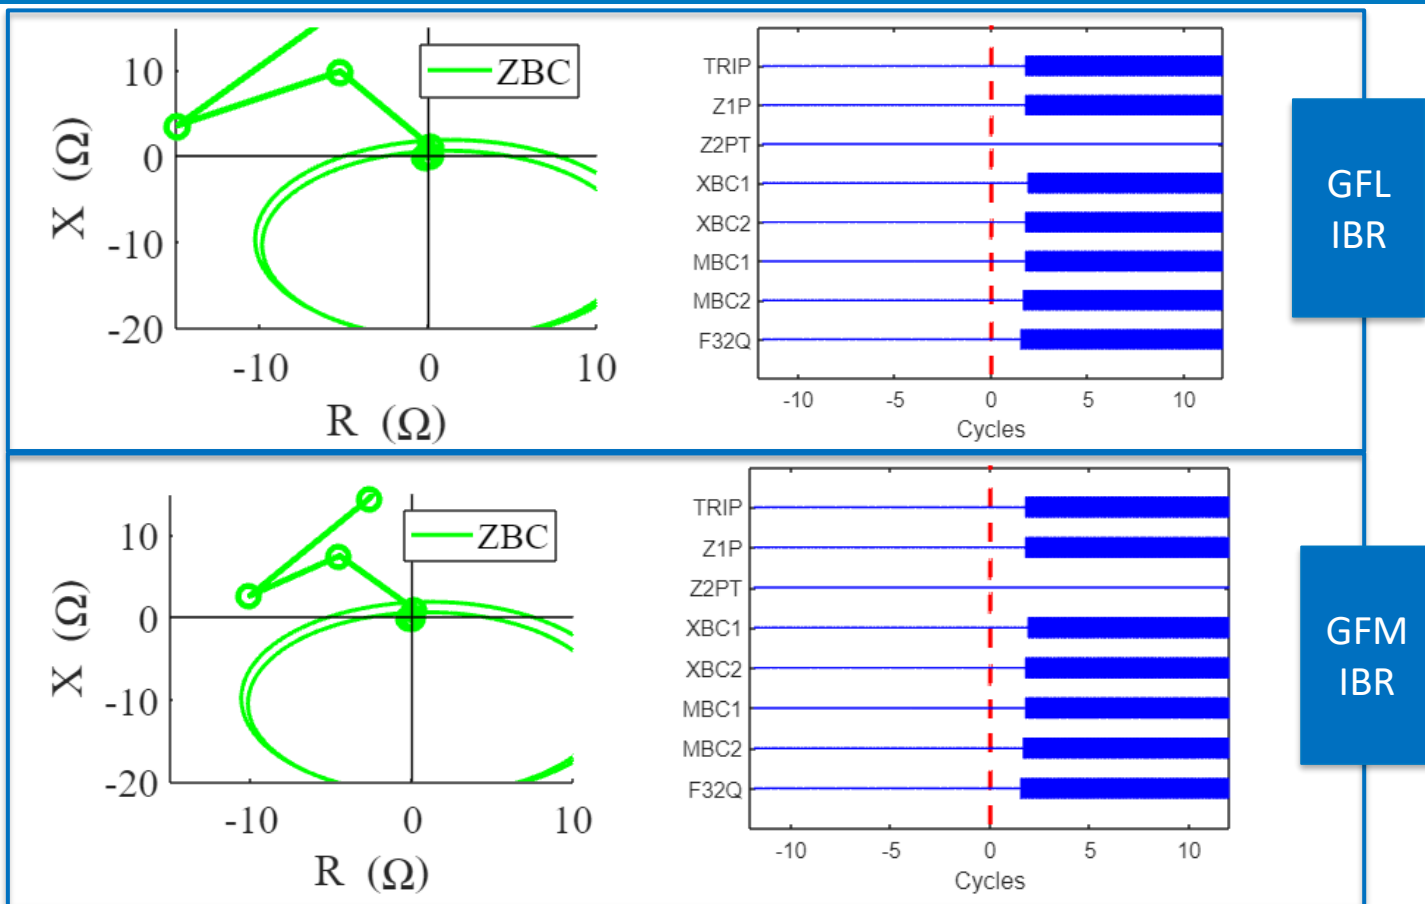 10
0
-10
-20
X (Ω)
-10
0
10
R (Ω)
ZBC
TRIP
Z1P
Z2PT
XBC1
XBC2
MBC1
MBC2
F32Q
-10
-5
0
5
10
Cycles
GFL
IBR
10
0
-10
-20
X (Ω)
-10
0
10
R (Ω)
ZBC
TRIP
Z1P
Z2PT
XBC1
XBC2
MBC1
MBC2
F32Q
-10
-5
0
5
10
Cycles
GFM
IBR